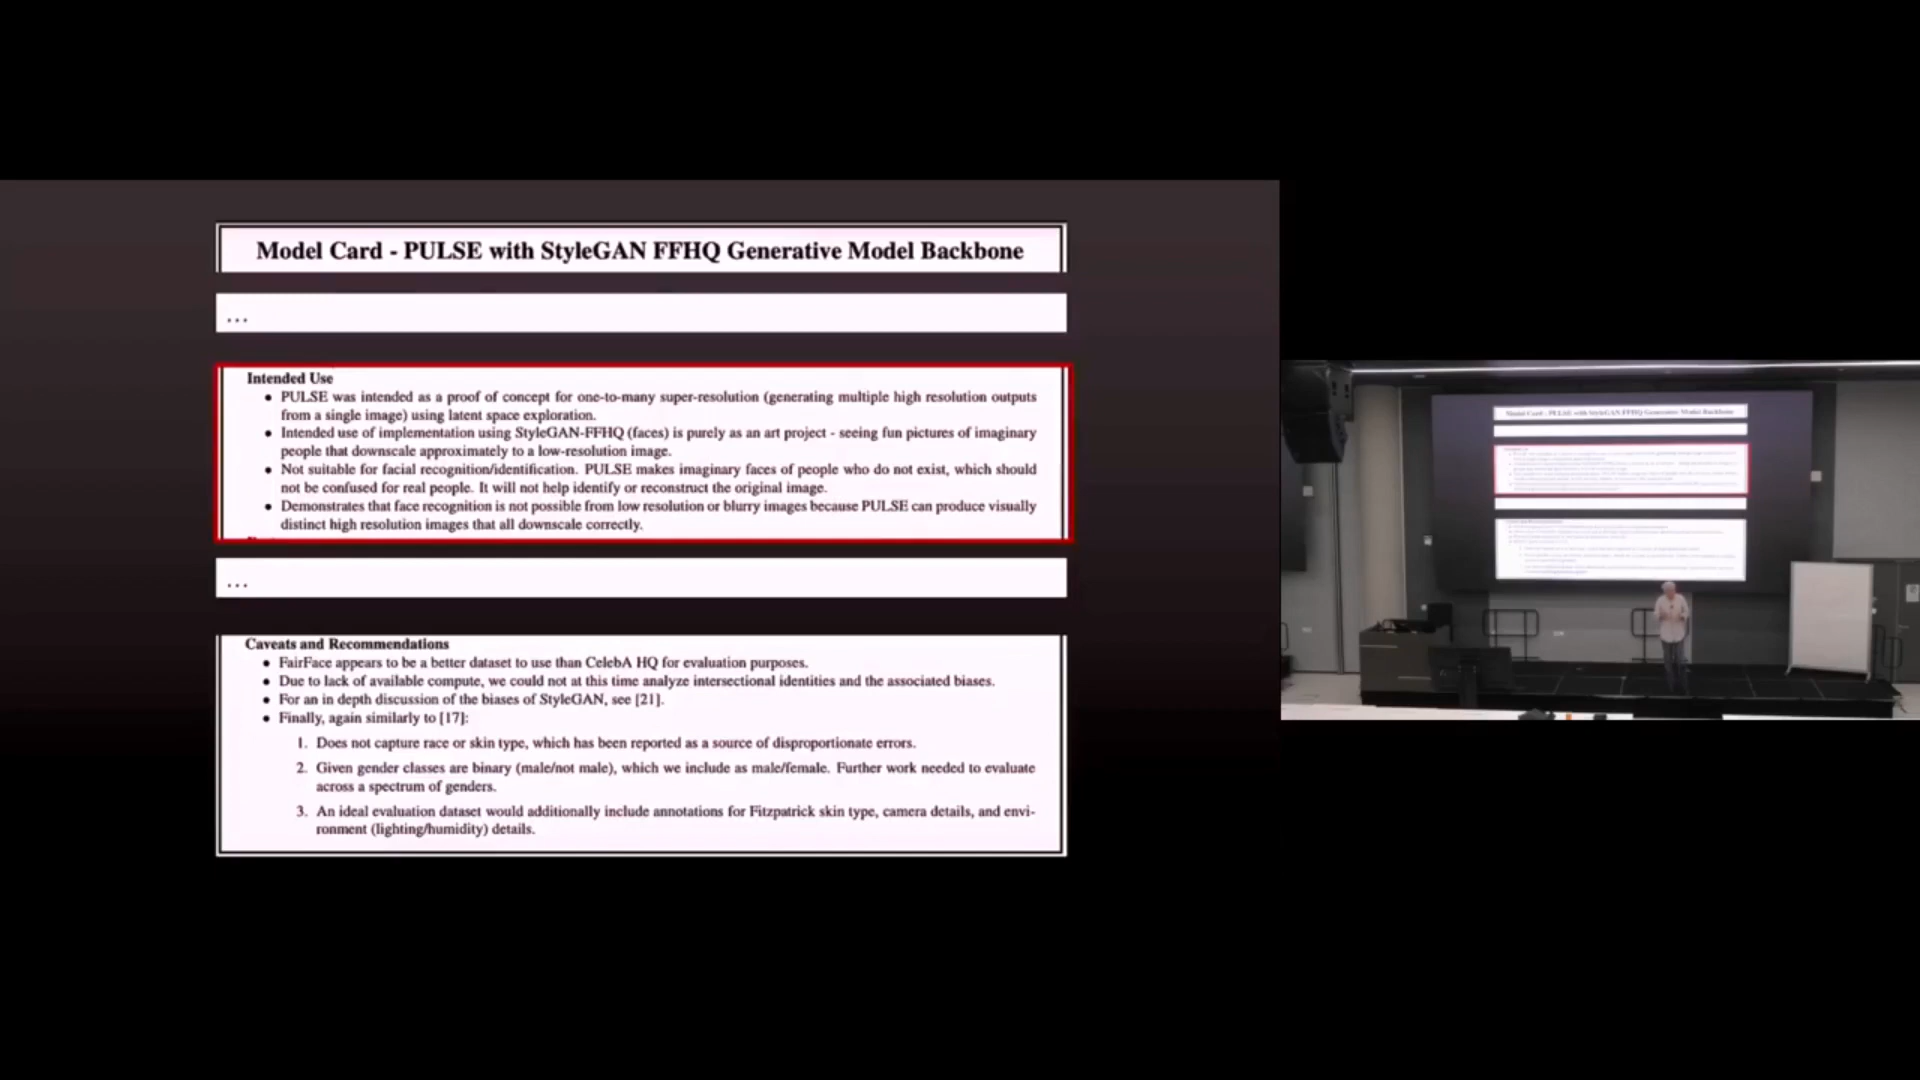 Model Card - PULSE with StyleGAN FFHQ Generative Model Backbone
...
Intended Use
• PULSE was intended as a proof of concept for one-to-many super-resolution (generating multiple high resolution outputs
from a single image) using latent space exploration.
• Intended use of implementation using StyleGAN-FFHQ (faces) is purely as an art project - seeing fun pictures of imaginary
people that downscale approximately to a low-resolution image.
• Not suitable for facial recognition/identification. PULSE makes imaginary faces of people who do not exist, which should
not be confused for real people. It will not help identify or reconstruct the original image.
• Demonstrates that face recognition is not possible from low resolution or blurry images because PULSE can produce visually
distinct high resolution images that all downscale correctly.
...
Caveats and Recommendations
• FairFace appears to be a better dataset to use than CelebA HQ for evaluation purposes.
• Due to lack of available compute, we could not at this time analyze intersectional identities and the associated biases.
• For an in depth discussion of the biases of StyleGAN, see [21].
• Finally, again similarly to [17]:
1. Does not capture race or skin type, which has been reported as a source of disproportionate errors.
2. Given gender classes are binary (male/not male), which we include as male/female. Further work needed to evaluate
across a spectrum of genders.
3. An ideal evaluation dataset would additionally include annotations for Fitzpatrick skin type, camera details, and envi-
ronment (lighting/humidity) details.
Model Card - PULSE with StyleGAN FFHQ Generative Model Backbone